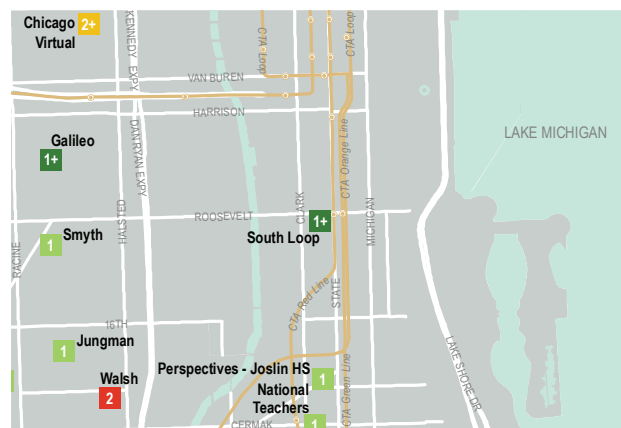 Chicago
Virtual
2+
KENNEDY EXPY
CTA Loop
CTA Loop
VAN BUREN
HARRISON
LAKE MICHIGAN
Galileo
1+
DAN RYAN EXPY
CTA Orange Line
HALSTED
ROOSEVELT
CLARK
1+
South Loop
MICHIGAN
Smyth
1
RACINE
CTA Red Line
STATE
16TH
Jungman
1
LAKE SHORE DR
Perspectives - Joslin HS
1
Walsh
2
National
Teachers
1
CTA Green Line
CERMAK